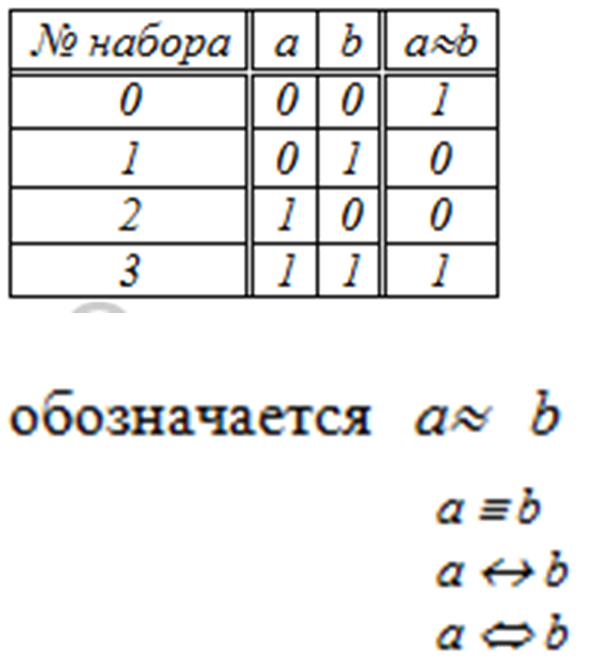 № набора a b a≈b
0 0 0 1
1 0 1 0
2 1 0 0
3 1 1 1
обозначается a≈ b
a ≡ b
a ↔ b
a ⇔ b